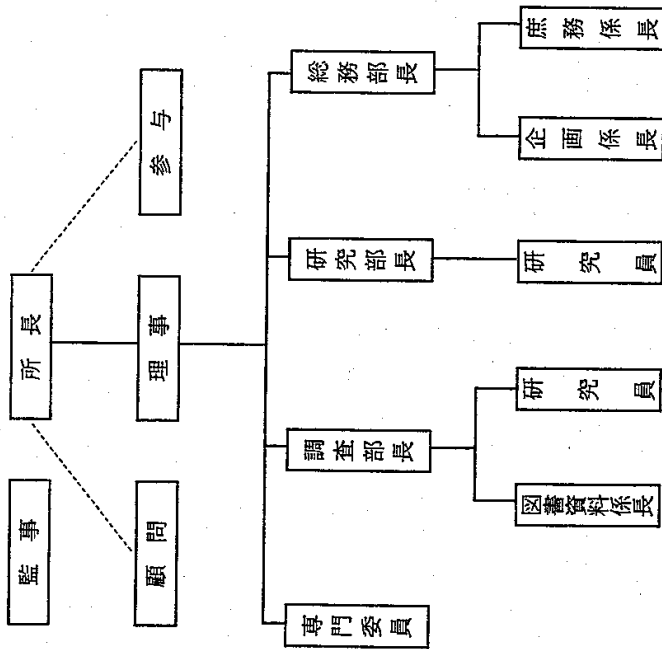 監事
所長
顧問
理事
参与
専門委員
調査部長
研究部長
総務部長
図書資料係長
研究員
研究員
企画係長
庶務係長